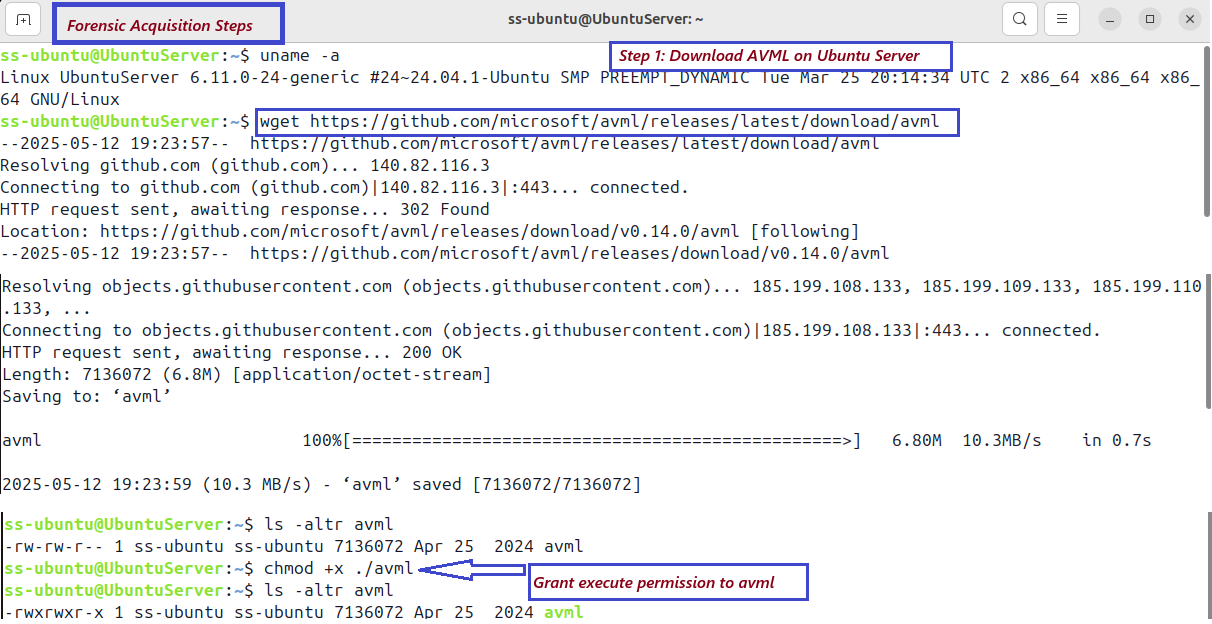 Forensic Acquisition Steps
ss-ubuntu@UbuntuServer: ~
ss-ubuntu@UbuntuServer:~$ uname -a
Step 1: Download AVML on Ubuntu Server
Linux UbuntuServer 6.11.0-24-generic #24~24.04.1-Ubuntu SMP PREEMPT_DYNAMIC Tue Mar 25 20:14:34 UTC 2 x86_64 x86_64 x86_
64 GNU/Linux
ss-ubuntu@UbuntuServer:~$ wget https://github.com/microsoft/avml/releases/latest/download/avml
--2025-05-12 19:23:57--  https://github.com/microsoft/avml/releases/latest/download/avml
Resolving github.com (github.com)... 140.82.116.3
Connecting to github.com (github.com)|140.82.116.3|:443... connected.
HTTP request sent, awaiting response... 302 Found
Location: https://github.com/microsoft/avml/releases/download/v0.14.0/avml [following]
--2025-05-12 19:23:57--  https://github.com/microsoft/avml/releases/download/v0.14.0/avml
Resolving objects.githubusercontent.com (objects.githubusercontent.com)... 185.199.108.133, 185.199.109.133, 185.199.110
.133, ...
Connecting to objects.githubusercontent.com (objects.githubusercontent.com)|185.199.108.133|:443... connected.
HTTP request sent, awaiting response... 200 OK
Length: 7136072 (6.8M) [application/octet-stream]
Saving to: ‘avml’
avml 100%[=================================================>] 6.80M 10.3MB/s in 0.7s
2025-05-12 19:23:59 (10.3 MB/s) - ‘avml’ saved [7136072/7136072]
ss-ubuntu@UbuntuServer:~$ ls -altr avml
-rw-rw-r-- 1 ss-ubuntu ss-ubuntu 7136072 Apr 25  2024 avml
ss-ubuntu@UbuntuServer:~$ chmod +x ./avml
Grant execute permission to avml
ss-ubuntu@UbuntuServer:~$ ls -altr avml
-rwxrwxr-x 1 ss-ubuntu ss-ubuntu 7136072 Apr 25  2024 avml